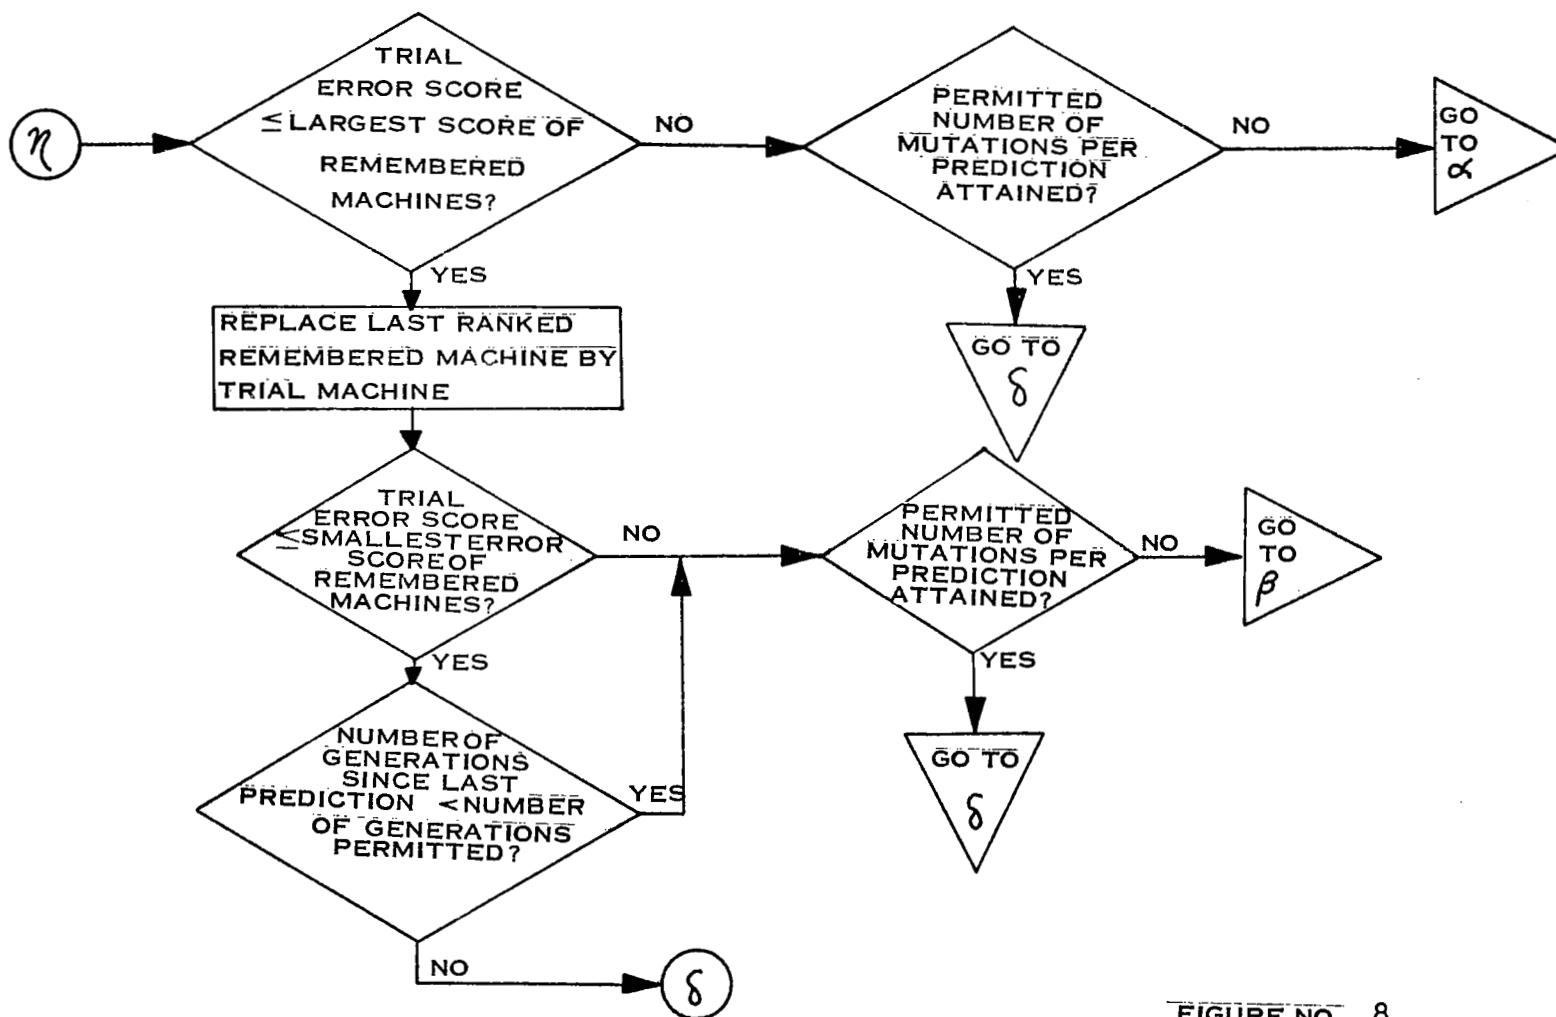 η
TRIAL
ERROR SCORE
≤ LARGEST SCORE OF
REMEMBERED
MACHINES?
NO
PERMITTED
NUMBER OF
MUTATIONS PER
PREDICTION
ATTAINED?
NO
GO
TO
α
YES
YES
REPLACE LAST RANKED
REMEMBERED MACHINE BY
TRIAL MACHINE
GO TO
δ
TRIAL
ERROR SCORE
≤ SMALLEST ERROR
SCORE OF
REMEMBERED
MACHINES?
NO
PERMITTED
NUMBER OF
MUTATIONS PER
PREDICTION
ATTAINED?
NO
GO
TO
β
YES
YES
NUMBER OF
GENERATIONS
SINCE LAST
PREDICTION < NUMBER
OF GENERATIONS
PERMITTED?
YES
GO TO
δ
NO
δ
FIGURE NO. 8